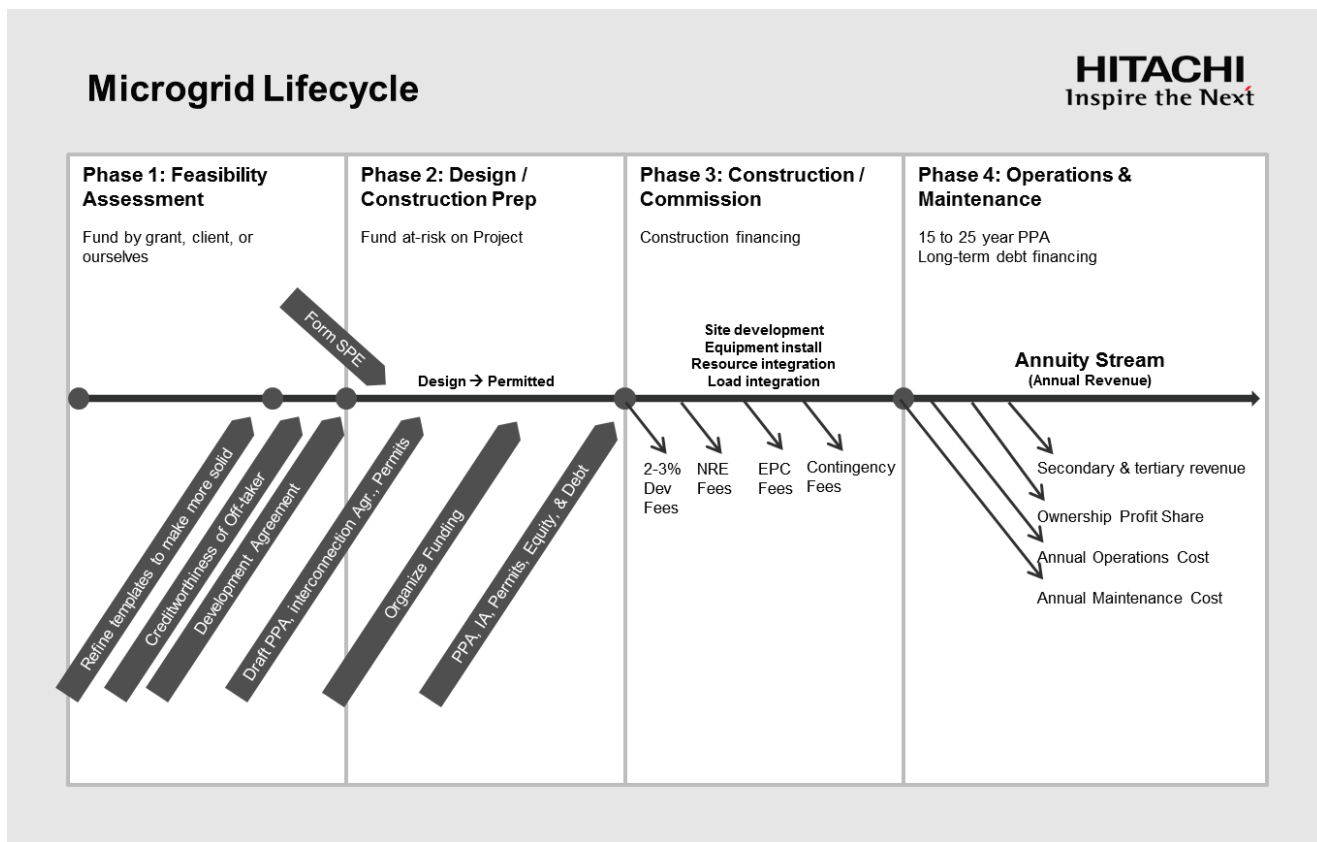 Microgrid Lifecycle
HITACHI
Inspire the Next
Phase 1: Feasibility
Assessment
Fund by grant, client, or
ourselves
Phase 2: Design /
Construction Prep
Fund at-risk on Project
Phase 3: Construction /
Commission
Construction financing
Phase 4: Operations &
Maintenance
15 to 25 year PPA
Long-term debt financing
Form SPE
Design → Permitted
Site development
Equipment install
Resource integration
Load integration
Annuity Stream
(Annual Revenue)
Refine templates to make more solid
Creditworthiness of Off-taker
Development Agreement
Draft PPA, interconnection Agr., Permits
Organize Funding
PPA, IA, Permits, Equity, & Debt
2-3%
Dev
Fees
NRE
Fees
EPC
Fees
Contingency
Fees
Secondary & tertiary revenue
Ownership Profit Share
Annual Operations Cost
Annual Maintenance Cost